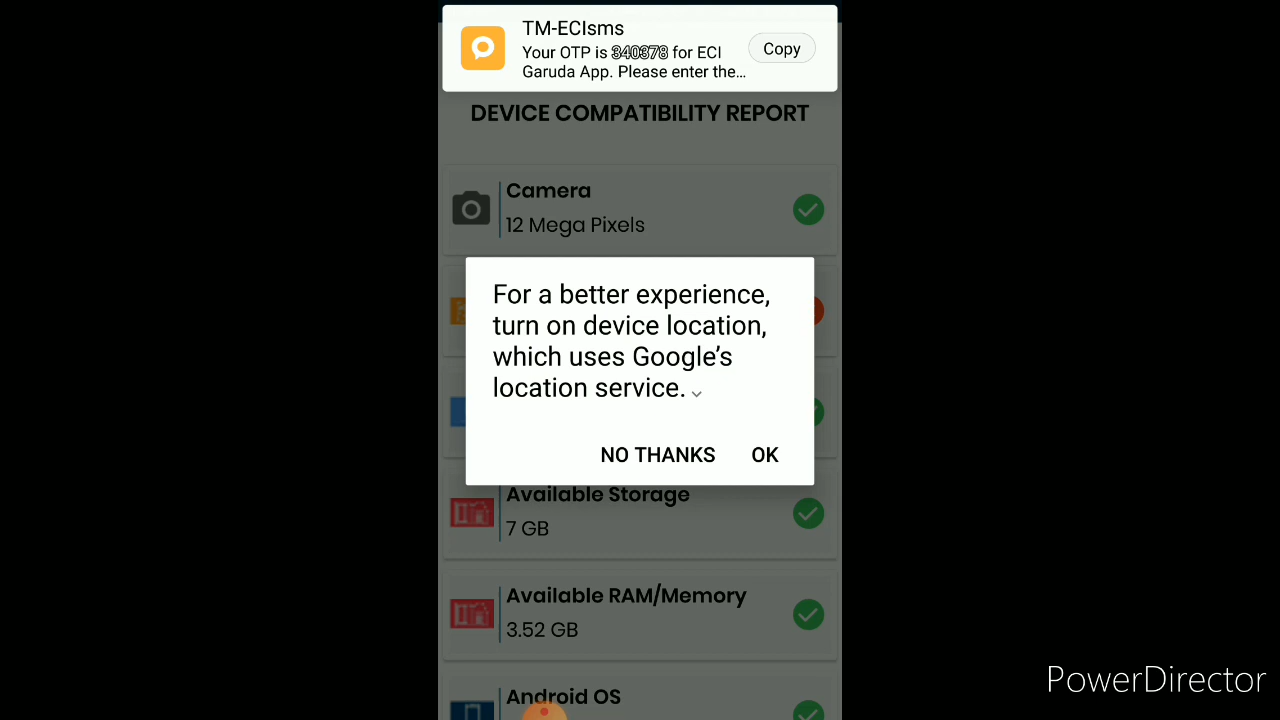 TM-ECIsms
Your OTP is 340378 for ECI
Garuda App. Please enter the...
Copy
DEVICE COMPATIBILITY REPORT
Camera
12 Mega Pixels
For a better experience,
turn on device location,
which uses Google’s
location service.
NO THANKS OK
Available Storage
7 GB
Available RAM/Memory
3.52 GB
Android OS
PowerDirector